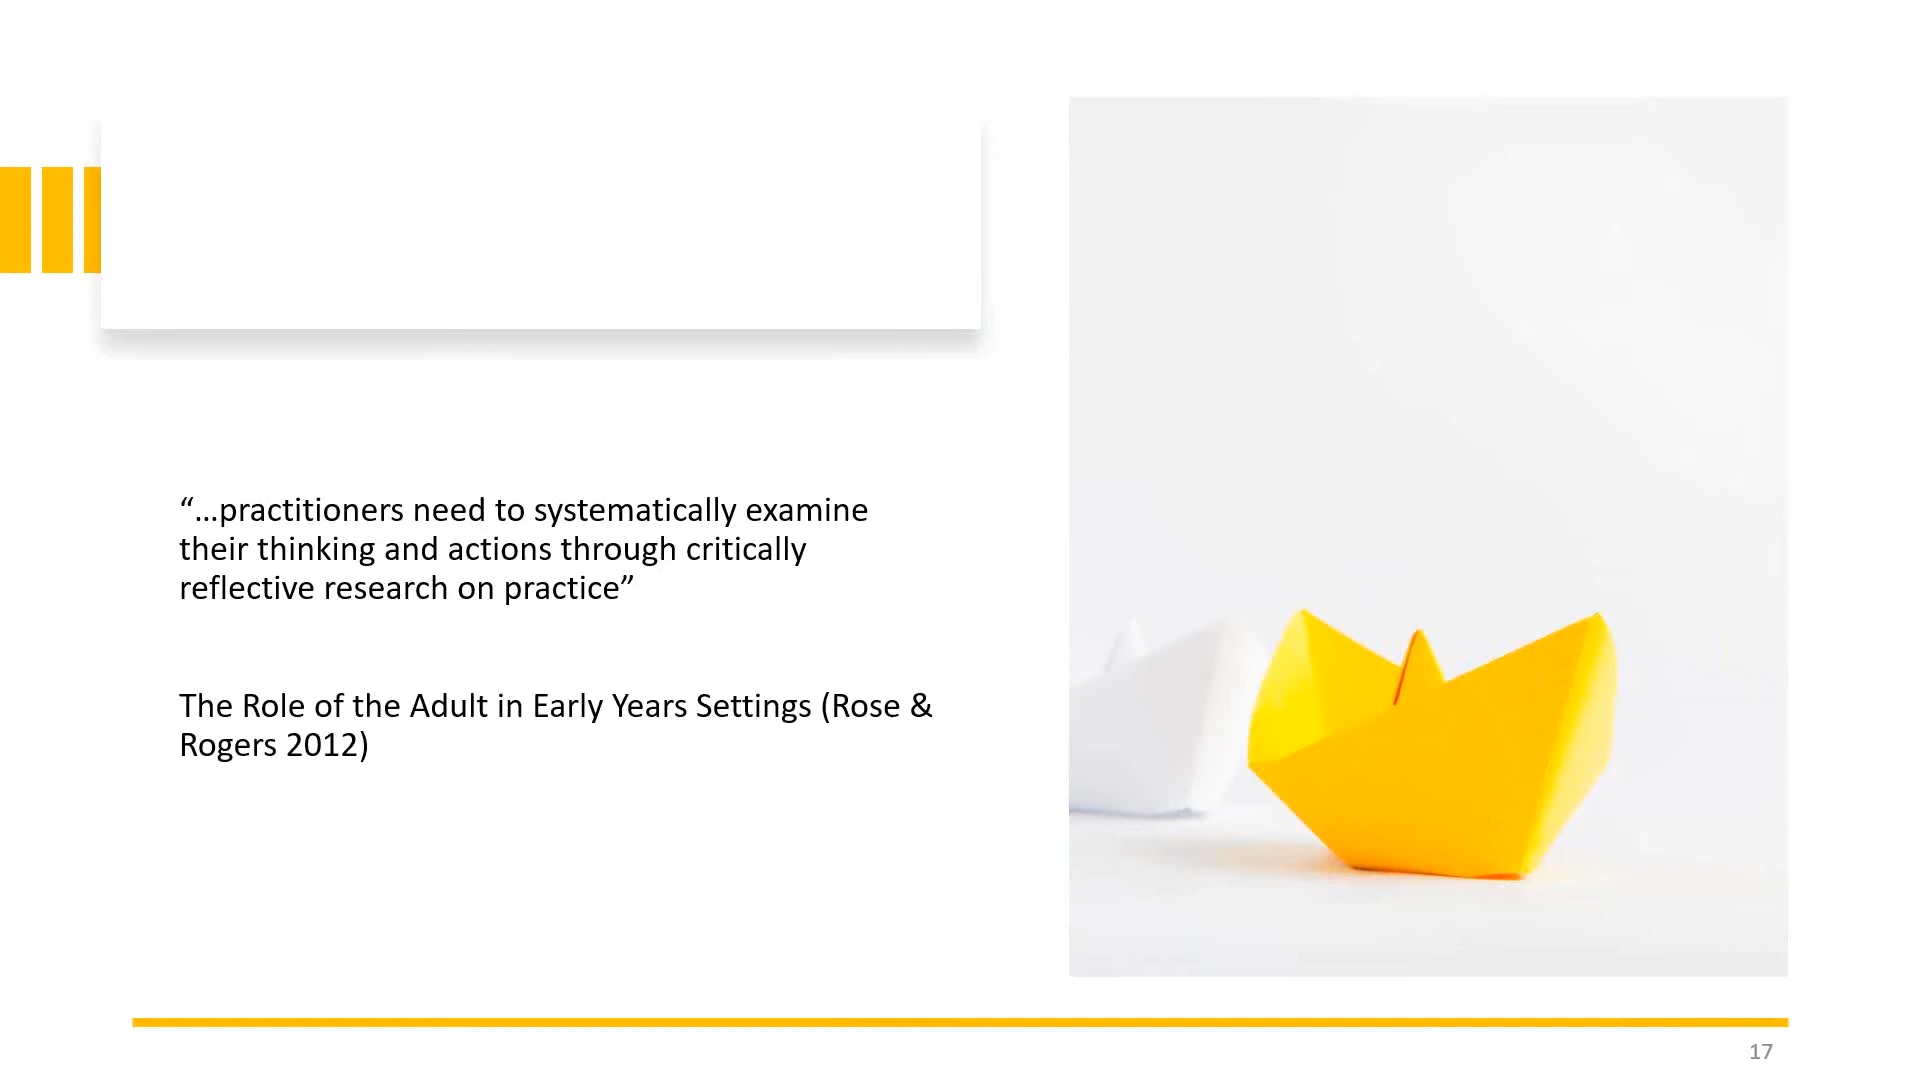 “…practitioners need to systematically examine
their thinking and actions through critically
reflective research on practice”
The Role of the Adult in Early Years Settings (Rose &
Rogers 2012)
17